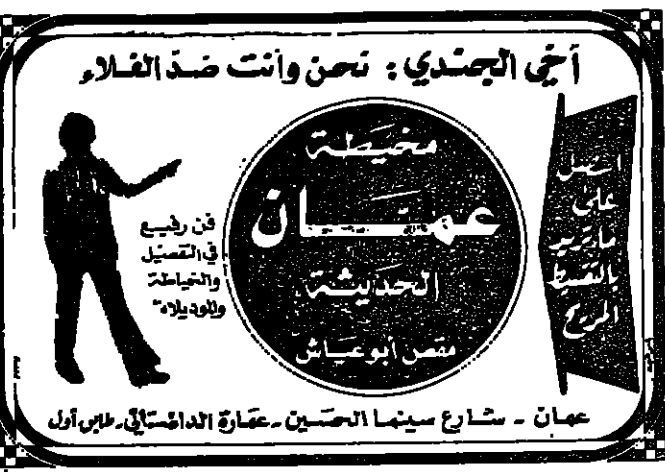 أخي الجندي : نحن وأنت ضد الغلاء
احصل
على
ما تريد
بالتقسيط
المريح
مخيطة
عمان
الحديثة
مقص أبو عياش
فن رفيع
في التفصيل
والخياطة
والموديلات
عمان - شارع سينما الحسين - عمارة الداغستاني - طابق أول